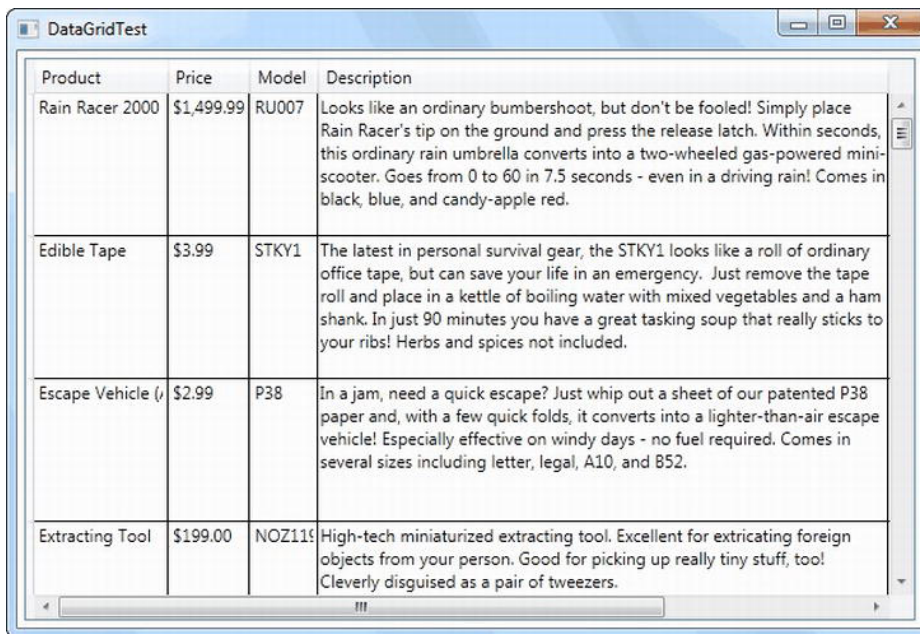 DataGridTest
Product Price Model Description
Rain Racer 2000 $1,499.99 RU007 Looks like an ordinary bumbershoot, but don't be fooled! Simply place
Rain Racer's tip on the ground and press the release latch. Within seconds,
this ordinary rain umbrella converts into a two-wheeled gas-powered mini-
scooter. Goes from 0 to 60 in 7.5 seconds - even in a driving rain! Comes in
black, blue, and candy-apple red.
Edible Tape $3.99 STKY1 The latest in personal survival gear, the STKY1 looks like a roll of ordinary
office tape, but can save your life in an emergency.  Just remove the tape
roll and place in a kettle of boiling water with mixed vegetables and a ham
shank. In just 90 minutes you have a great tasking soup that really sticks to
your ribs! Herbs and spices not included.
Escape Vehicle (A $2.99 P38 In a jam, need a quick escape? Just whip out a sheet of our patented P38
paper and, with a few quick folds, it converts into a lighter-than-air escape
vehicle! Especially effective on windy days - no fuel required. Comes in
several sizes including letter, legal, A10, and B52.
Extracting Tool $199.00 NOZ119 High-tech miniaturized extracting tool. Excellent for extricating foreign
objects from your person. Good for picking up really tiny stuff, too!
Cleverly disguised as a pair of tweezers.